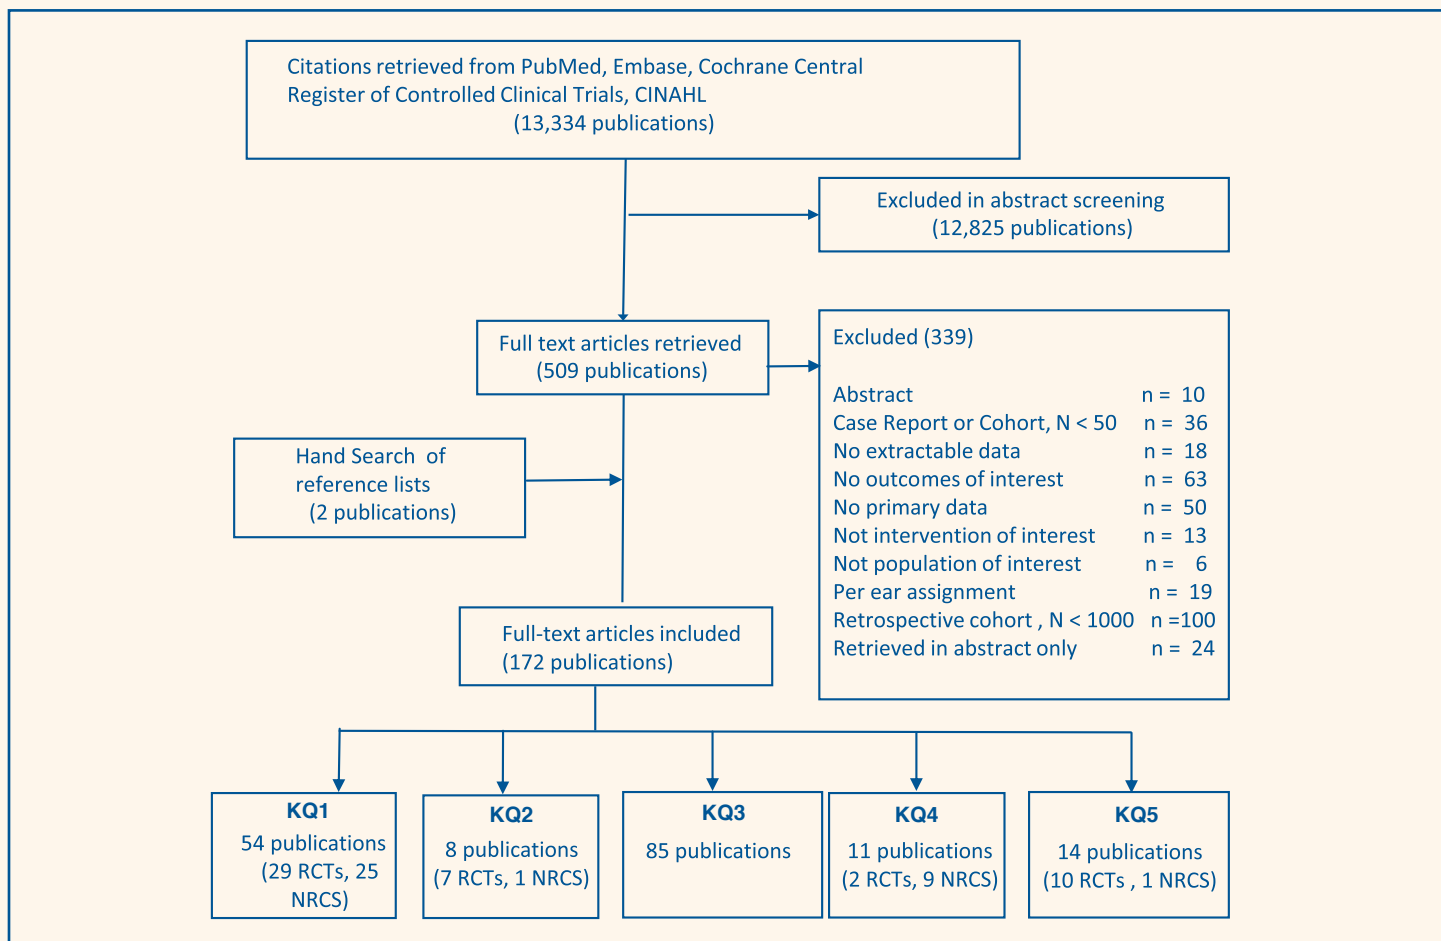 Citations retrieved from PubMed, Embase, Cochrane Central
Register of Controlled Clinical Trials, CINAHL
(13,334 publications)
Excluded in abstract screening
(12,825 publications)
Full text articles retrieved
(509 publications)
Excluded (339)
Abstract n = 10
Case Report or Cohort, N < 50 n = 36
No extractable data n = 18
No outcomes of interest n = 63
No primary data n = 50
Not intervention of interest n = 13
Not population of interest n = 6
Per ear assignment n = 19
Retrospective cohort , N < 1000 n =100
Retrieved in abstract only n = 24
Hand Search of
reference lists
(2 publications)
Full-text articles included
(172 publications)
KQ1
54 publications
(29 RCTs, 25
NRCS)
KQ2
8 publications
(7 RCTs, 1 NRCS)
KQ3
85 publications
KQ4
11 publications
(2 RCTs, 9 NRCS)
KQ5
14 publications
(10 RCTs , 1 NRCS)